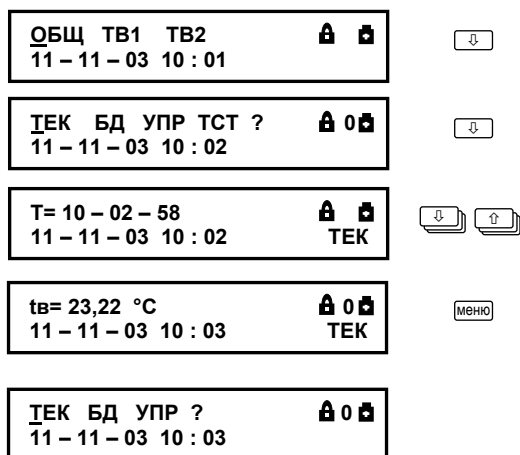 ОБЩ ТВ1 ТВ2
11 – 11 – 03 10 : 01
ТЕК БД УПР ТСТ ? 0
11 – 11 – 03 10 : 02
Т= 10 – 02 – 58
11 – 11 – 03 10 : 02 ТЕК
tв= 23,22 °С 0
11 – 11 – 03 10 : 03 ТЕК
меню
ТЕК БД УПР ? 0
11 – 11 – 03 10 : 03